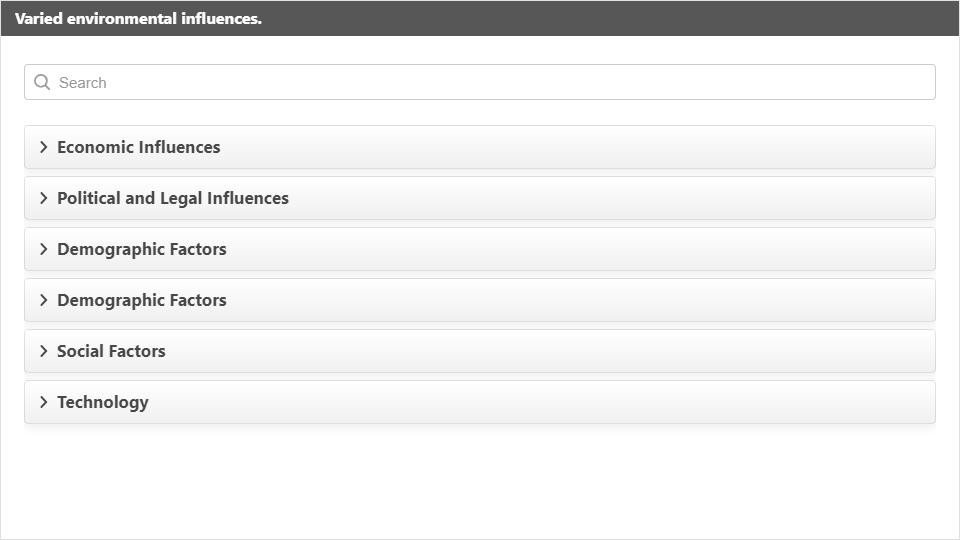 Varied environmental influences.
Search
Economic Influences
Political and Legal Influences
Demographic Factors
Demographic Factors
Social Factors
Technology